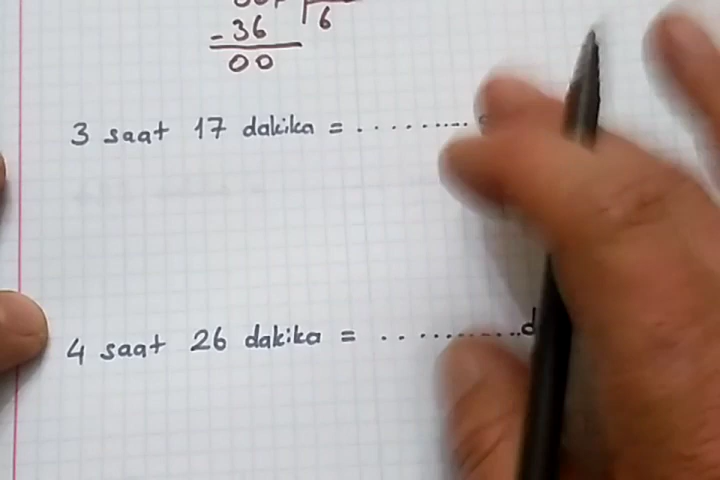 6
- 36
00
3 saat 17 dakika = ..........
4 saat 26 dakika = ...........d